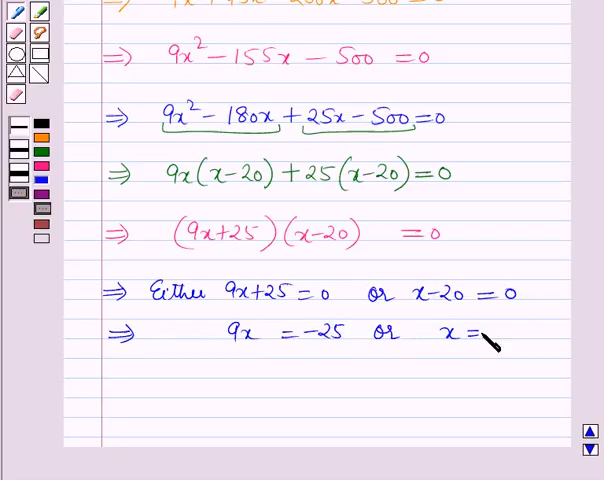 ⇒ 9x² - 155x - 500 = 0
⇒ 9x² - 180x + 25x - 500 = 0
⇒ 9x(x-20) + 25(x-20) = 0
⇒ (9x+25)(x-20) = 0
⇒ Either 9x+25 = 0 or x-20 = 0
⇒ 9x = -25 or x =